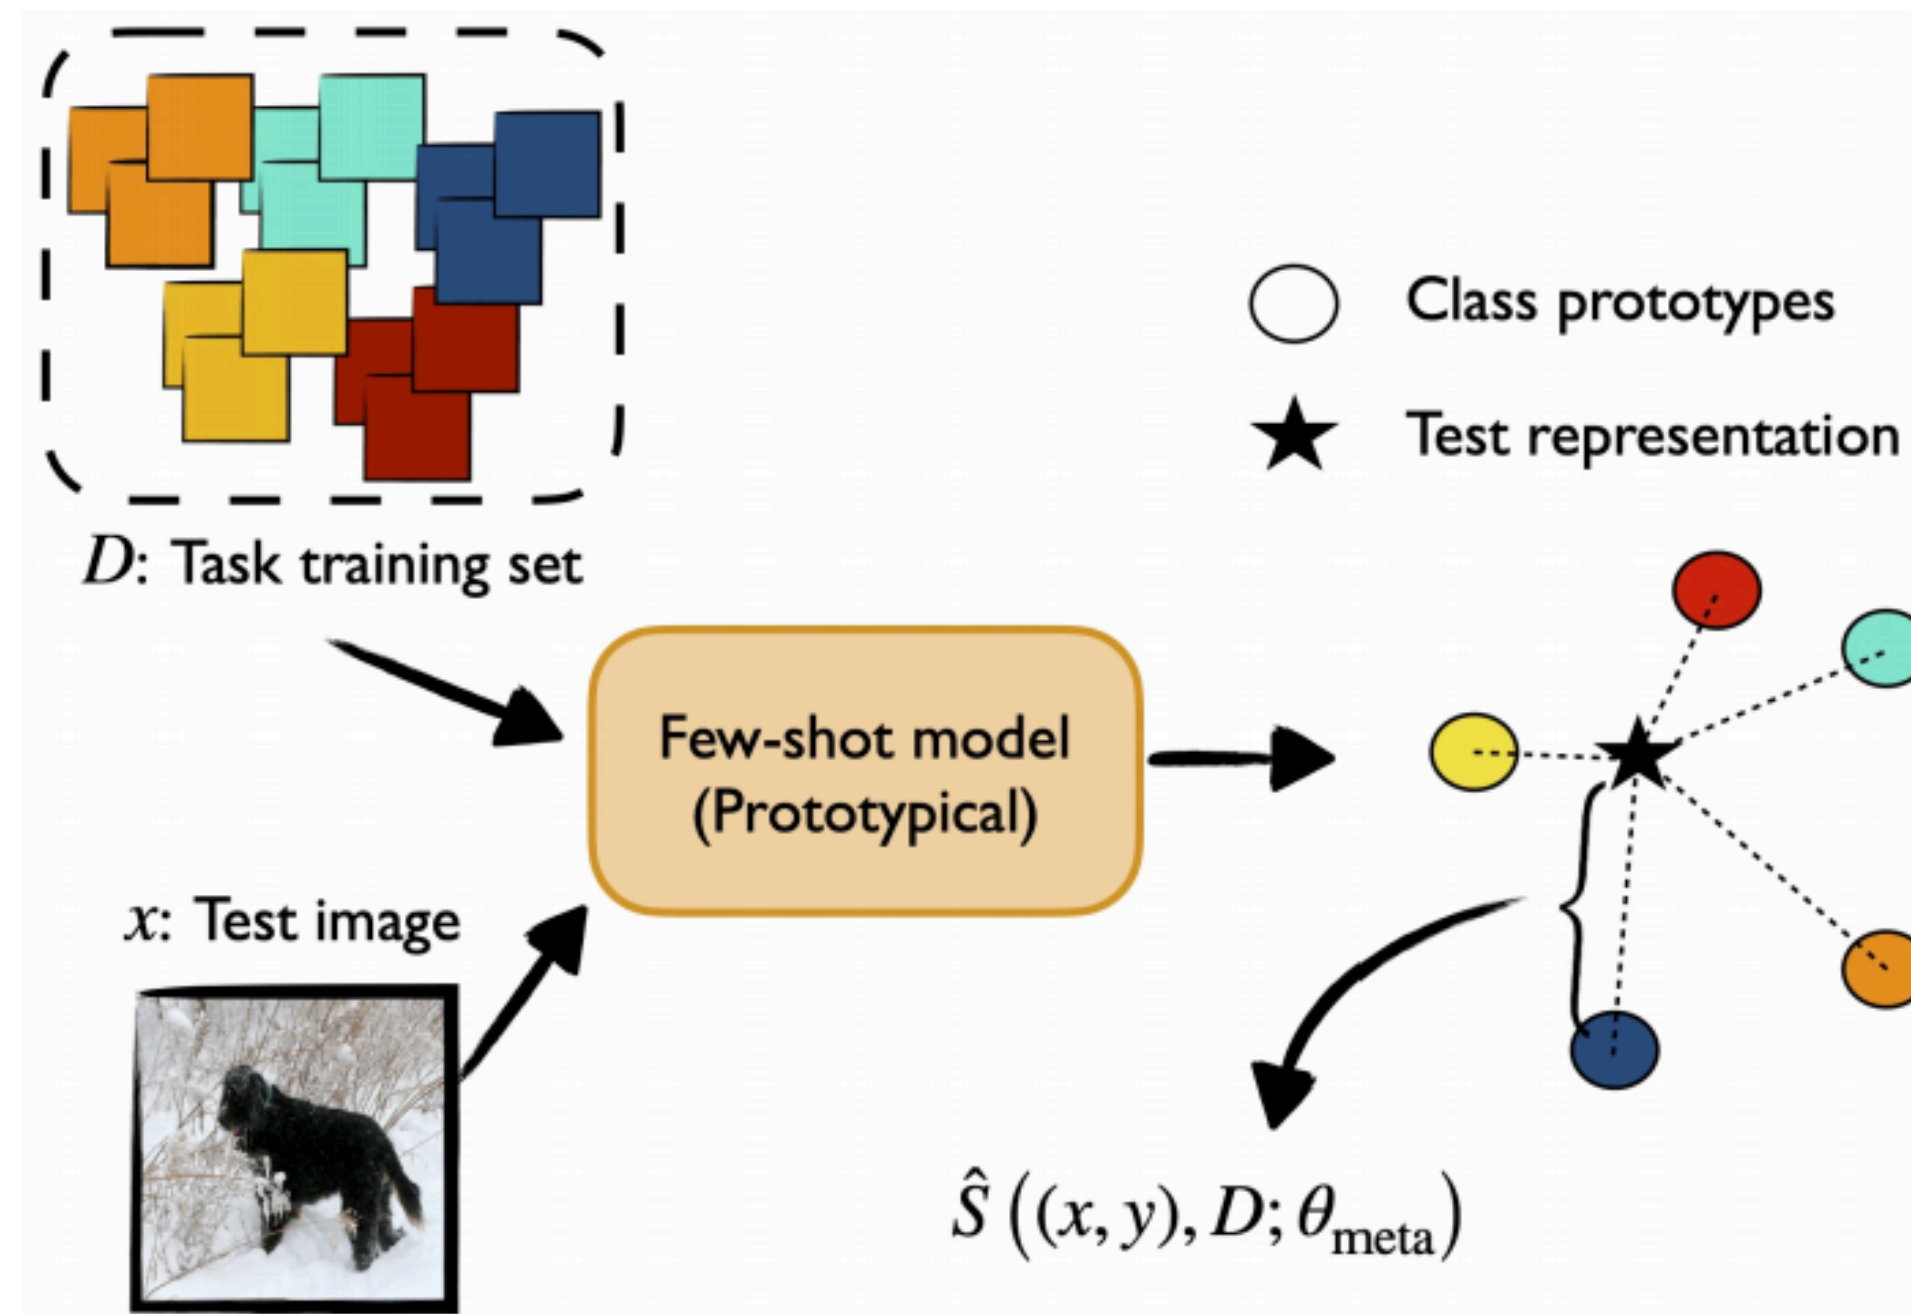 D: Task training set
Class prototypes
Test representation
Few-shot model
(Prototypical)
x: Test image
Ŝ ((x, y), D; θ_meta)